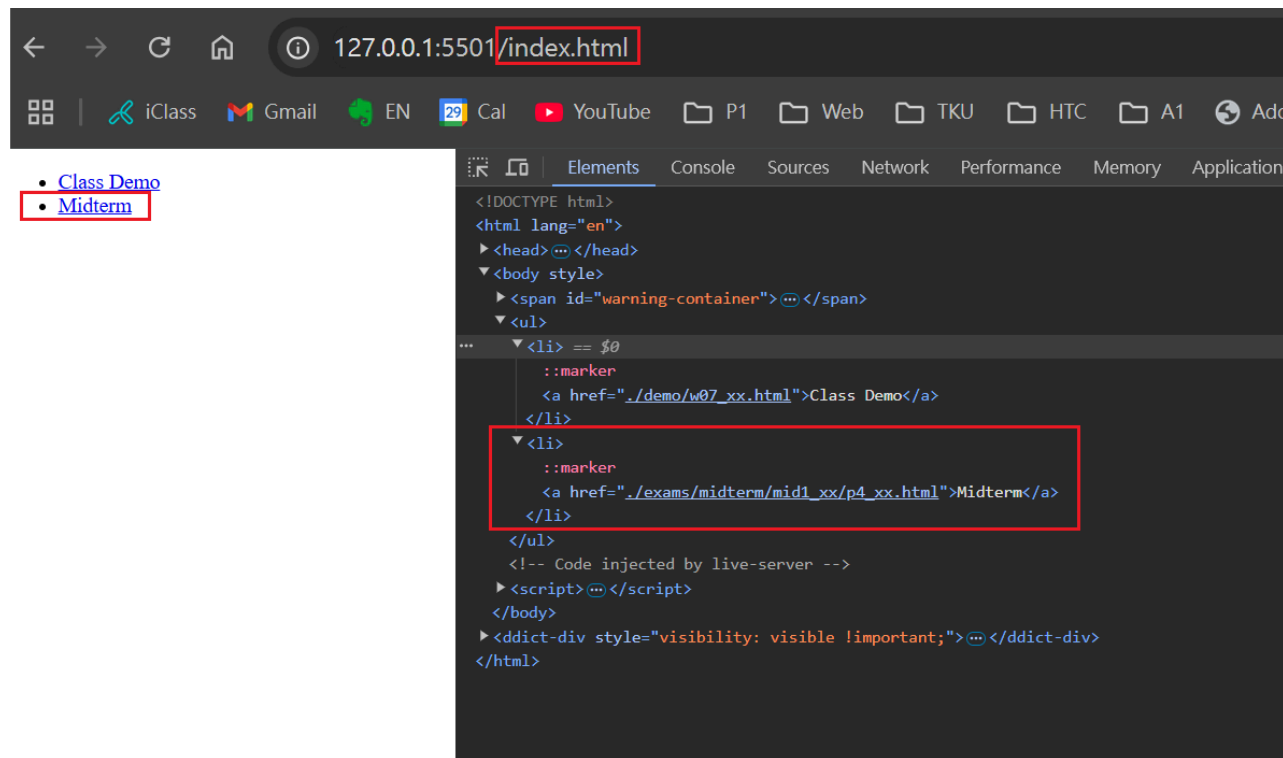 127.0.0.1:5501/index.html
iClass Gmail EN 29 Cal YouTube P1 Web TKU HTC A1
Class Demo
Midterm
Elements Console Sources Network Performance Memory Application
<!DOCTYPE html>
<html lang="en">
<head>⋯</head>
<body style>
<span id="warning-container">⋯</span>
<ul>
<li> == $0
::marker
<a href="./demo/w07_xx.html">Class Demo</a>
</li>
<li>
::marker
<a href="./exams/midterm/mid1_xx/p4_xx.html">Midterm</a>
</li>
</ul>
<!-- Code injected by live-server -->
<script>⋯</script>
</body>
<ddict-div style="visibility: visible !important;">⋯</ddict-div>
</html>